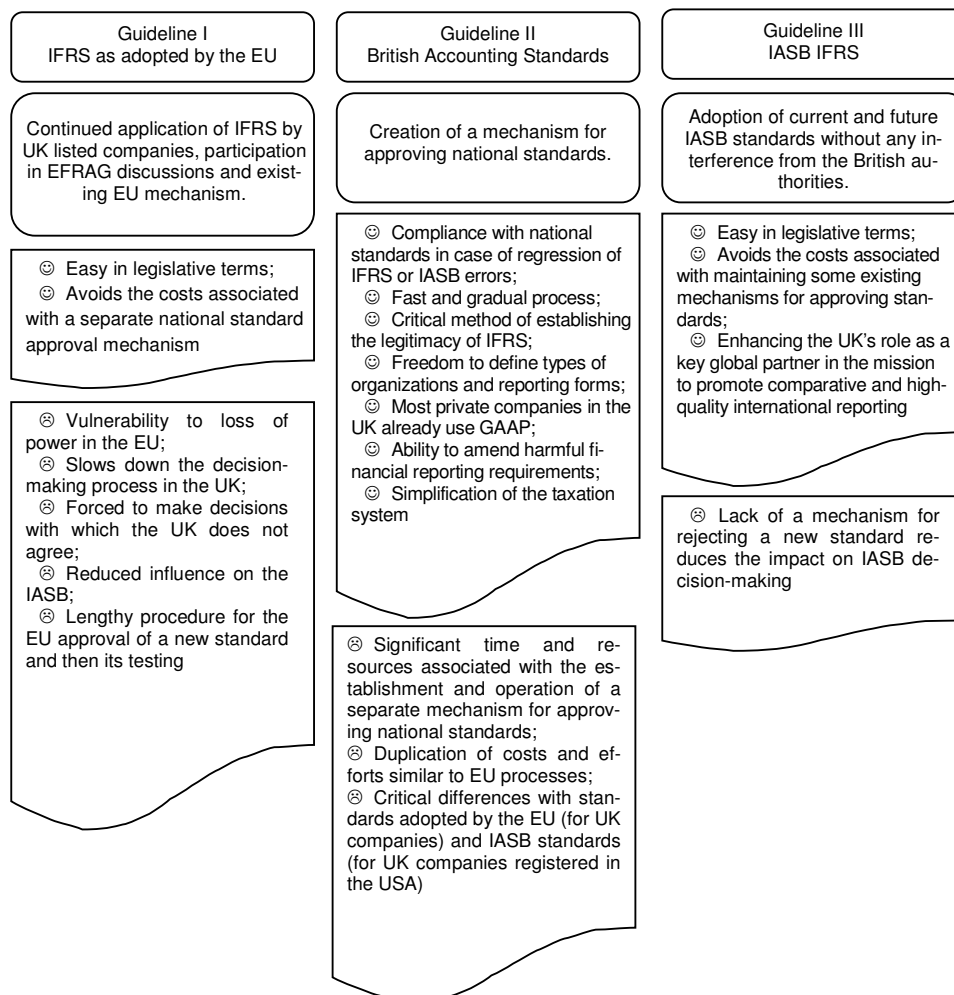 Guideline I
IFRS as adopted by the EU
Continued application of IFRS by
UK listed companies, participation
in EFRAG discussions and exist-
ing EU mechanism.
☺ Easy in legislative terms;
☺ Avoids the costs associated
with a separate national standard
approval mechanism
☹ Vulnerability to loss of
power in the EU;
☹ Slows down the decision-
making process in the UK;
☹ Forced to make decisions
with which the UK does not
agree;
☹ Reduced influence on the
IASB;
☹ Lengthy procedure for the
EU approval of a new standard
and then its testing
Guideline II
British Accounting Standards
Creation of a mechanism for
approving national standards.
☺ Compliance with national
standards in case of regression of
IFRS or IASB errors;
☺ Fast and gradual process;
☺ Critical method of establishing
the legitimacy of IFRS;
☺ Freedom to define types of
organizations and reporting forms;
☺ Most private companies in the
UK already use GAAP;
☺ Ability to amend harmful fi-
nancial reporting requirements;
☺ Simplification of the taxation
system
☹ Significant time and re-
sources associated with the es-
tablishment and operation of a
separate mechanism for approv-
ing national standards;
☹ Duplication of costs and ef-
forts similar to EU processes;
☹ Critical differences with stan-
dards adopted by the EU (for UK
companies) and IASB standards
(for UK companies registered in
the USA)
Guideline III
IASB IFRS
Adoption of current and future
IASB standards without any in-
terference from the British au-
thorities.
☺ Easy in legislative terms;
☺ Avoids the costs associated
with maintaining some existing
mechanisms for approving stan-
dards;
☺ Enhancing the UK's role as a
key global partner in the mission
to promote comparative and high-
quality international reporting
☹ Lack of a mechanism for
rejecting a new standard re-
duces the impact on IASB de-
cision-making